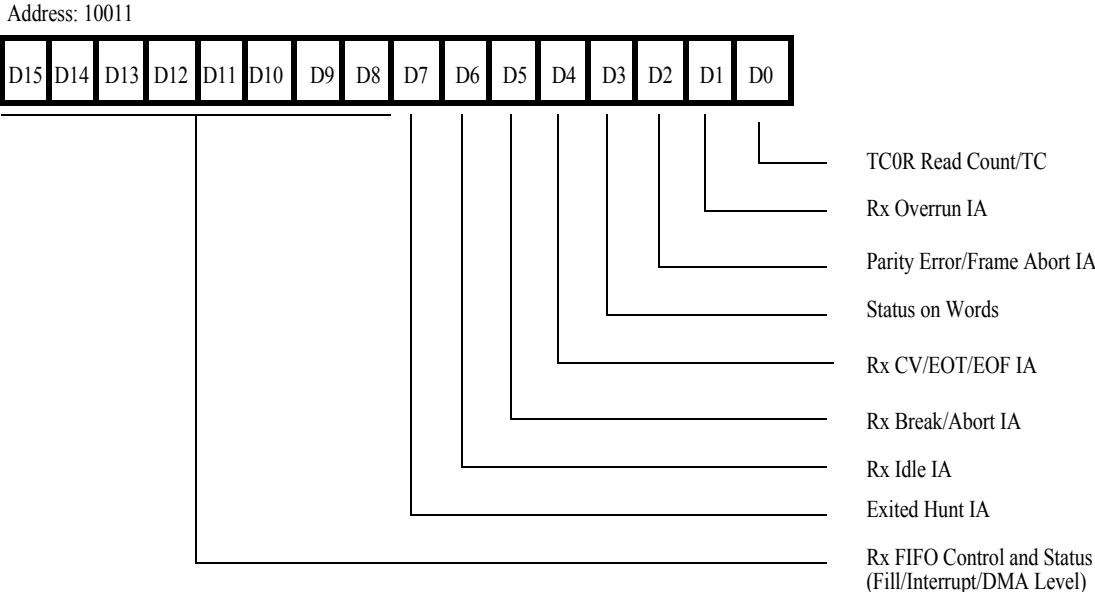 Address: 10011
D15 D14 D13 D12 D11 D10 D9 D8 D7 D6 D5 D4 D3 D2 D1 D0
TC0R Read Count/TC
Rx Overrun IA
Parity Error/Frame Abort IA
Status on Words
Rx CV/EOT/EOF IA
Rx Break/Abort IA
Rx Idle IA
Exited Hunt IA
Rx FIFO Control and Status
(Fill/Interrupt/DMA Level)